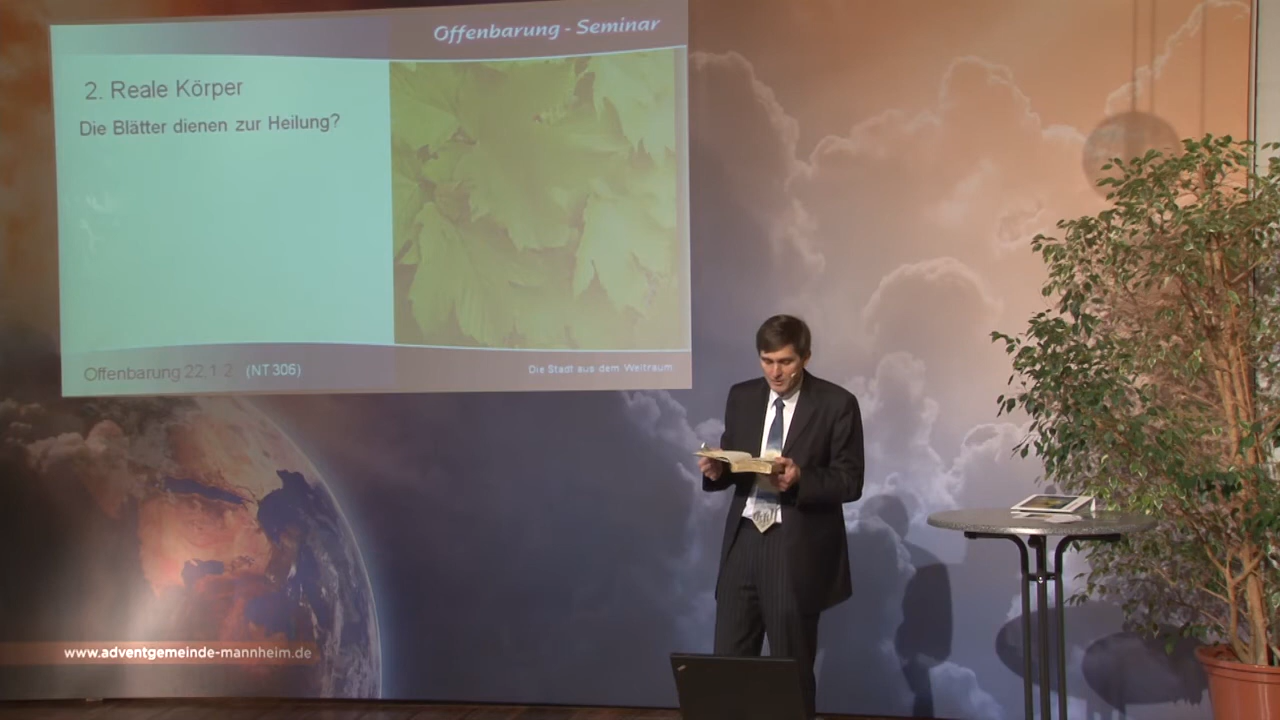 Offenbarung - Seminar
2. Reale Körper
Die Blätter dienen zur Heilung?
Offenbarung 22,1.2 (NT 306)
Die Stadt aus dem Weltraum
www.adventgemeinde-mannheim.de